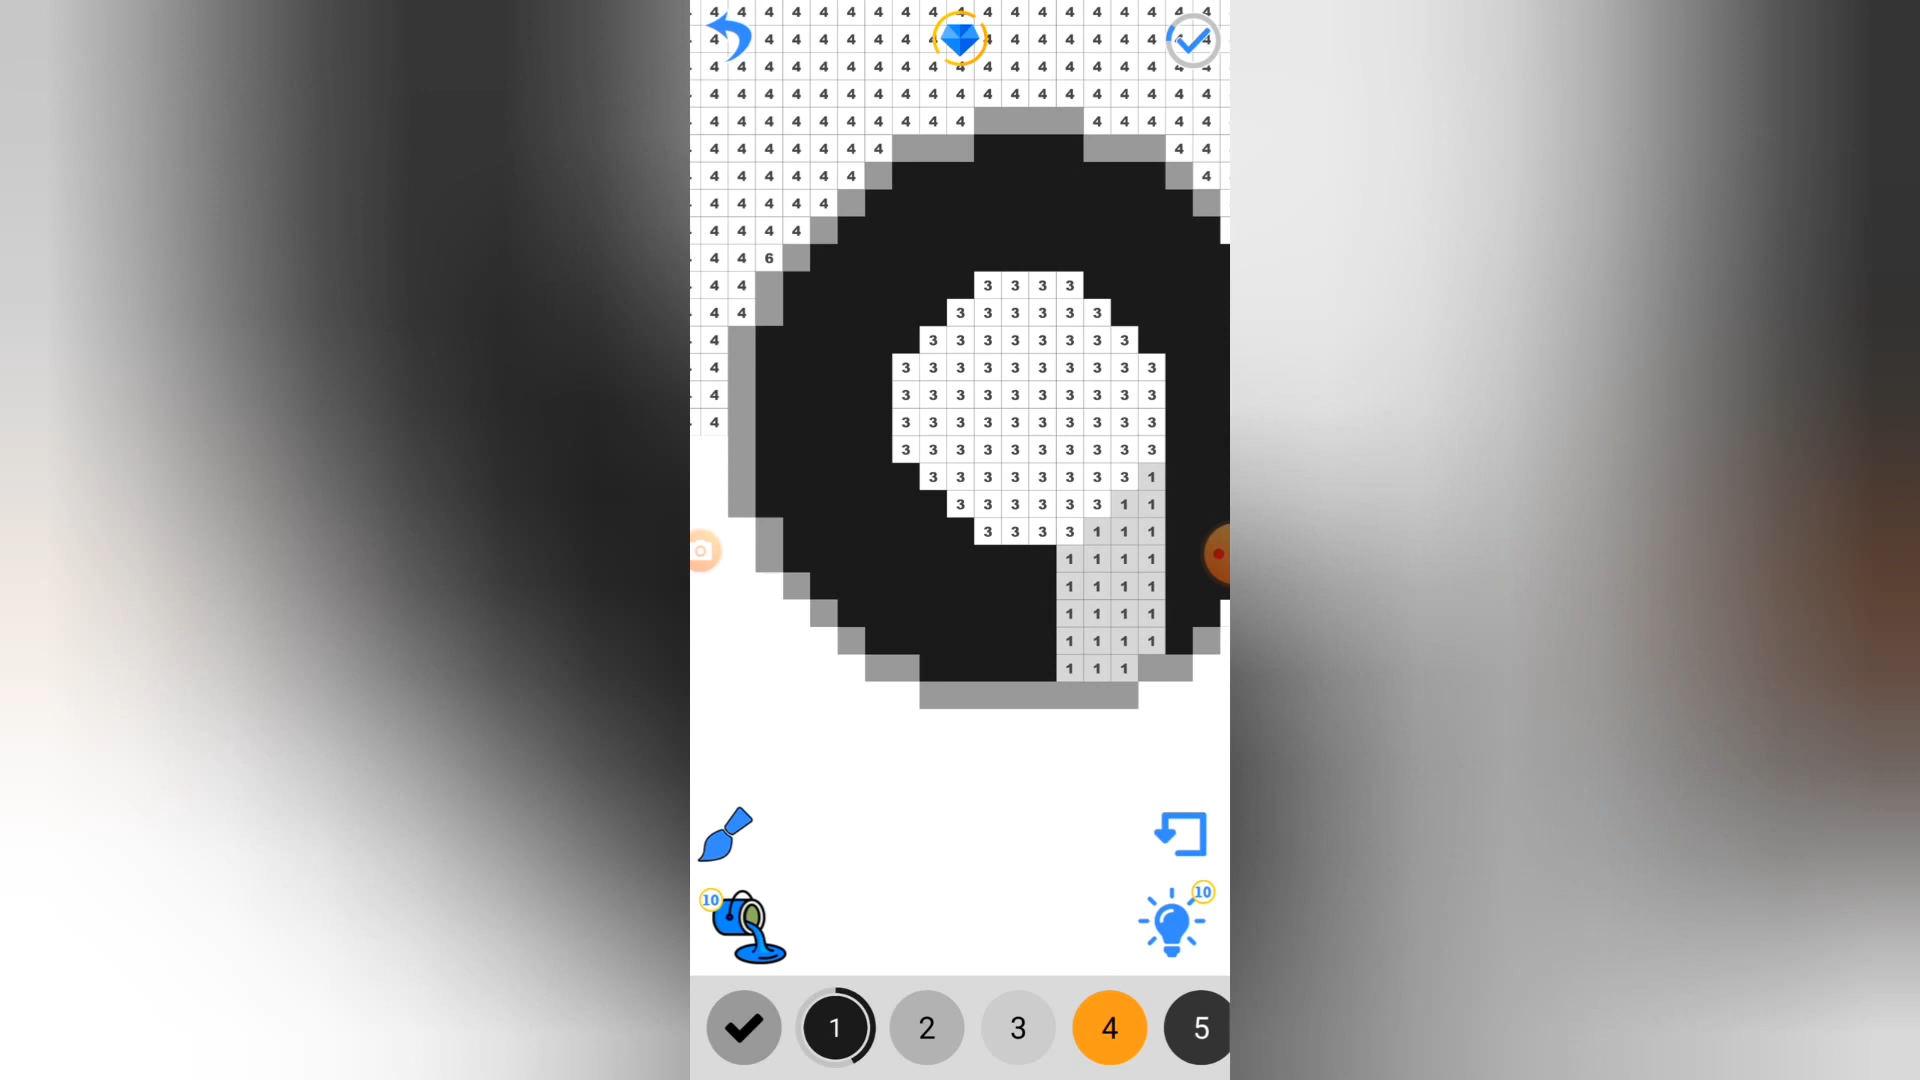 4 4 4 4 4 4 4 4 4 4 4 4 4 4 4 4 4 4 4
4 4 4 4 4 4 4 4 4 4 4 4 4 4 4 4 4
4 4 4 4 4 4 4 4 4 4 4 4 4 4 4 4 4 4
4 4 4 4 4 4 4 4 4 4 4 4 4 4 4 4 4 4 4
4 4 4 4 4 4 4 4 4 4 4 4 4 4 4
4 4 4 4 4 4 4 4 4
4 4 4 4 4 4 4
4 4 4 4 4
4 4 4 4
4 4 6
4 4 3 3 3 3
4 4 3 3 3 3 3 3
4 3 3 3 3 3 3 3 3
4 3 3 3 3 3 3 3 3 3 3
4 3 3 3 3 3 3 3 3 3 3
4 3 3 3 3 3 3 3 3 3 3
3 3 3 3 3 3 3 3 3 3
3 3 3 3 3 3 3 3 1
3 3 3 3 3 3 1 1
3 3 3 3 1 1 1
1 1 1 1
1 1 1 1
1 1 1 1
1 1 1 1
1 1 1
10 10
1 2 3 4 5